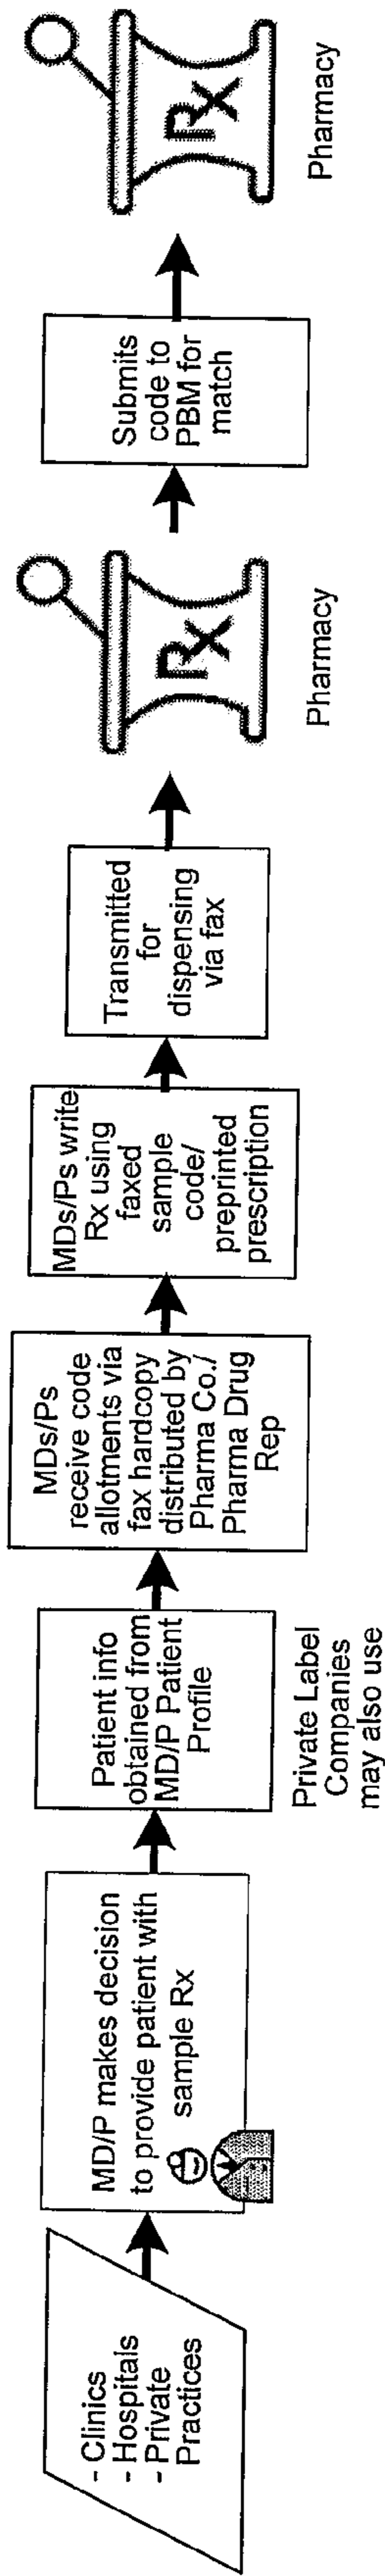 - Clinics
- Hospitals
- Private
Practices
MD/P makes decision
to provide patient with
sample Rx
Patient info
obtained from
MD/P Patient
Profile
Private Label
Companies
may also use
MDs/Ps
receive code
allotments via
fax hardcopy
distributed by
Pharma Co./
Pharma Drug
Rep
MDs/Ps write
Rx using
faxed
sample
code/
preprinted
prescription
Transmitted
for
dispensing
via fax
Rx
Pharmacy
Submits
code to
PBM for
match
Rx
Pharmacy